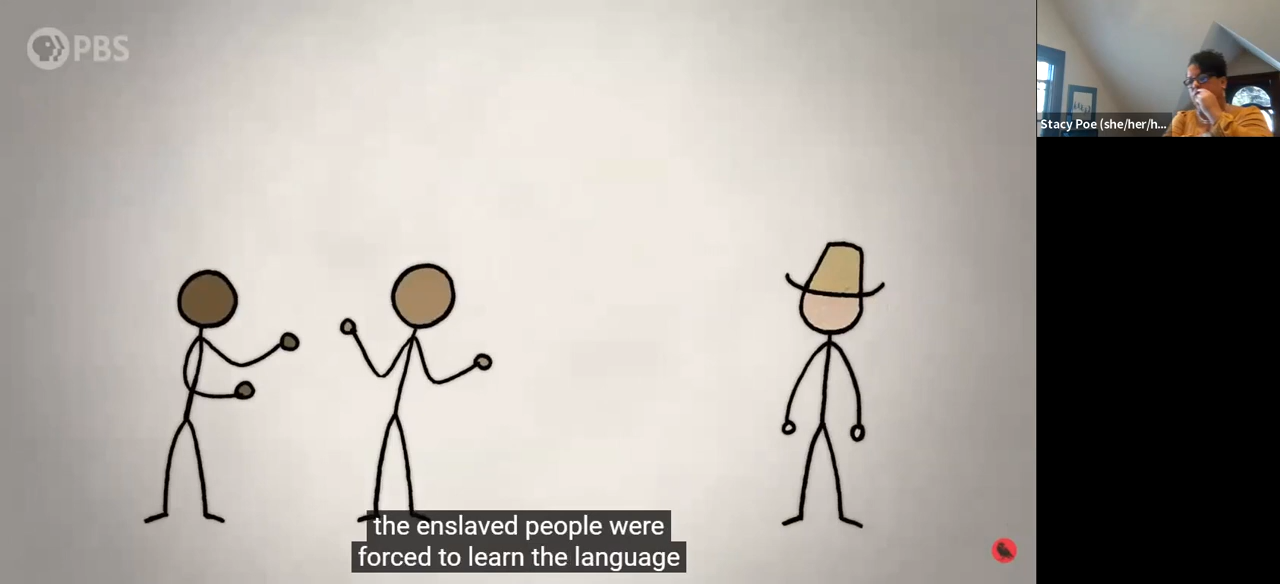 PBS
Stacy Poe (she/her/h...
the enslaved people were
forced to learn the language